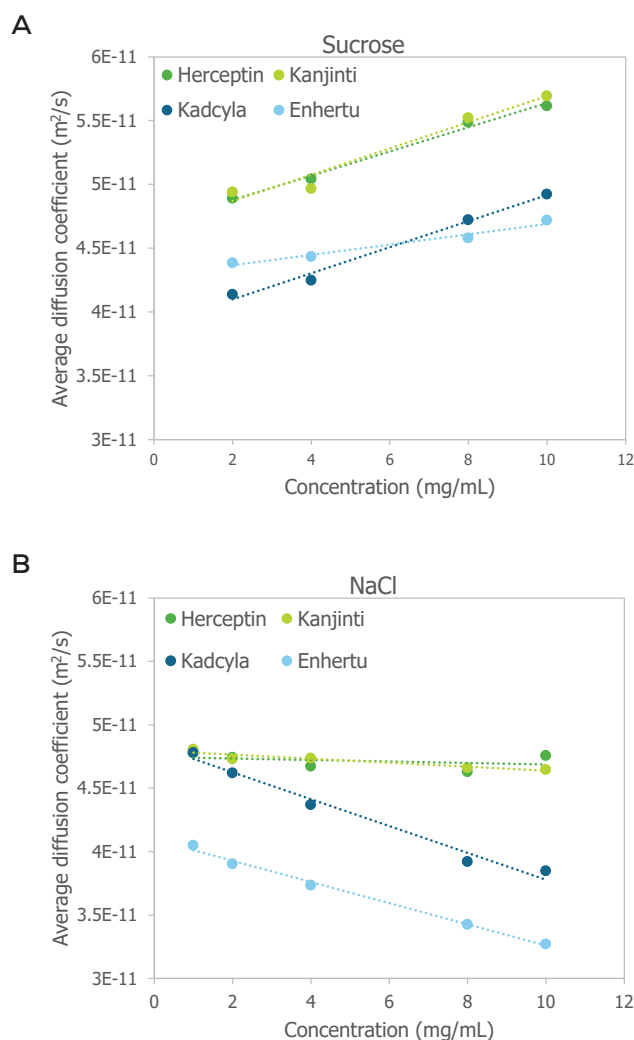 A
Sucrose
6E-11
Herceptin Kanjinti
Kadcyla Enhertu
5.5E-11
5E-11
4.5E-11
4E-11
3.5E-11
3E-11
Average diffusion coefficient (m²/s)
0 2 4 6 8 10 12
Concentration (mg/mL)
B
NaCl
6E-11
Herceptin Kanjinti
5.5E-11
Kadcyla Enhertu
5E-11
4.5E-11
4E-11
3.5E-11
3E-11
Average diffusion coefficient (m²/s)
0 2 4 6 8 10 12
Concentration (mg/mL)